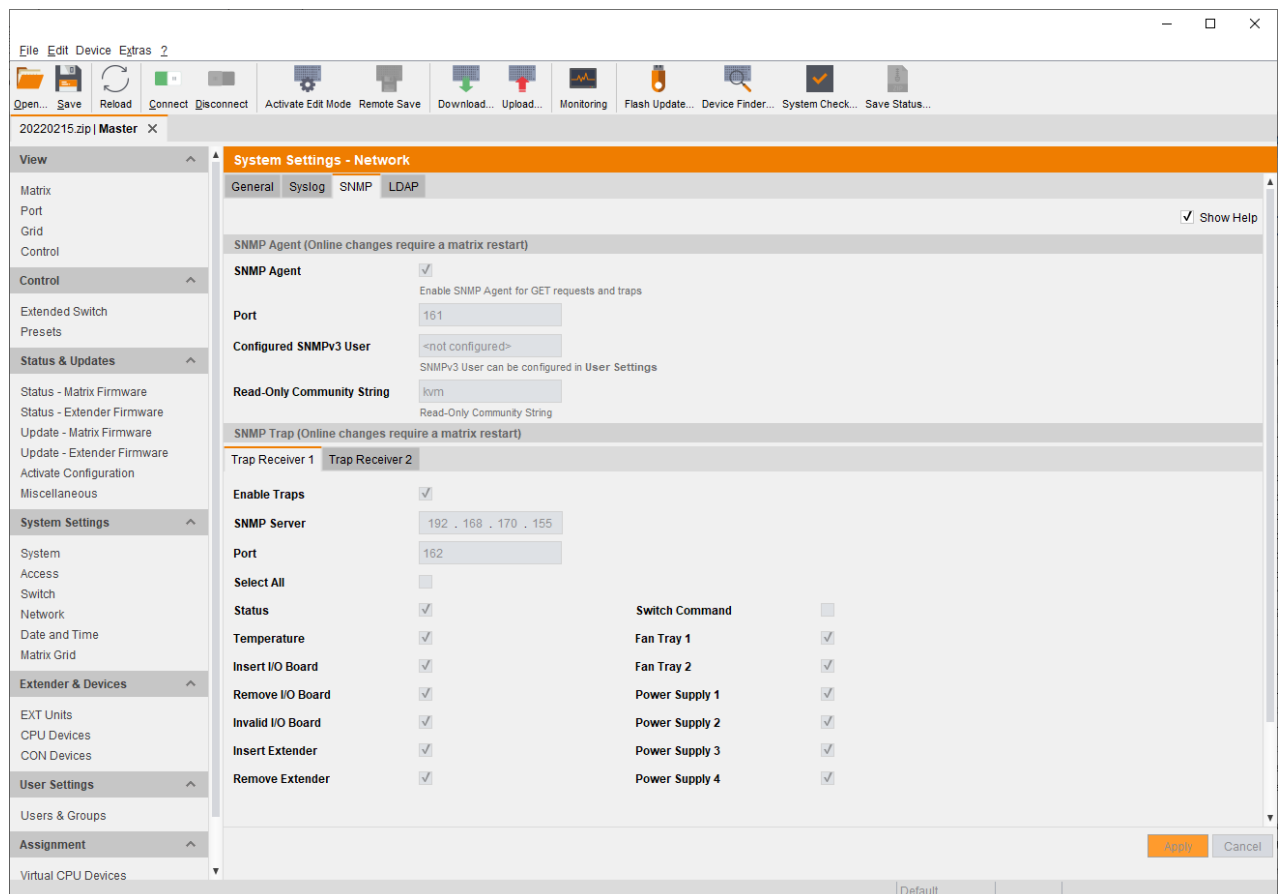 File Edit Device Extras ?
Open... Save Reload Connect Disconnect Activate Edit Mode Remote Save Download... Upload... Monitoring Flash Update... Device Finder... System Check... Save Status...
20220215.zip | Master
View
Matrix
Port
Grid
Control
Control
Extended Switch
Presets
Status & Updates
Status - Matrix Firmware
Status - Extender Firmware
Update - Matrix Firmware
Update - Extender Firmware
Activate Configuration
Miscellaneous
System Settings
System
Access
Switch
Network
Date and Time
Matrix Grid
Extender & Devices
EXT Units
CPU Devices
CON Devices
User Settings
Users & Groups
Assignment
Virtual CPU Devices
System Settings - Network
General Syslog SNMP LDAP
Show Help
SNMP Agent (Online changes require a matrix restart)
SNMP Agent
Enable SNMP Agent for GET requests and traps
Port 161
Configured SNMPv3 User <not configured>
SNMPv3 User can be configured in User Settings
Read-Only Community String kvm
Read-Only Community String
SNMP Trap (Online changes require a matrix restart)
Trap Receiver 1 Trap Receiver 2
Enable Traps
SNMP Server 192 . 168 . 170 . 155
Port 162
Select All
Status Switch Command
Temperature Fan Tray 1
Insert I/O Board Fan Tray 2
Remove I/O Board Power Supply 1
Invalid I/O Board Power Supply 2
Insert Extender Power Supply 3
Remove Extender Power Supply 4
Apply Cancel
Default